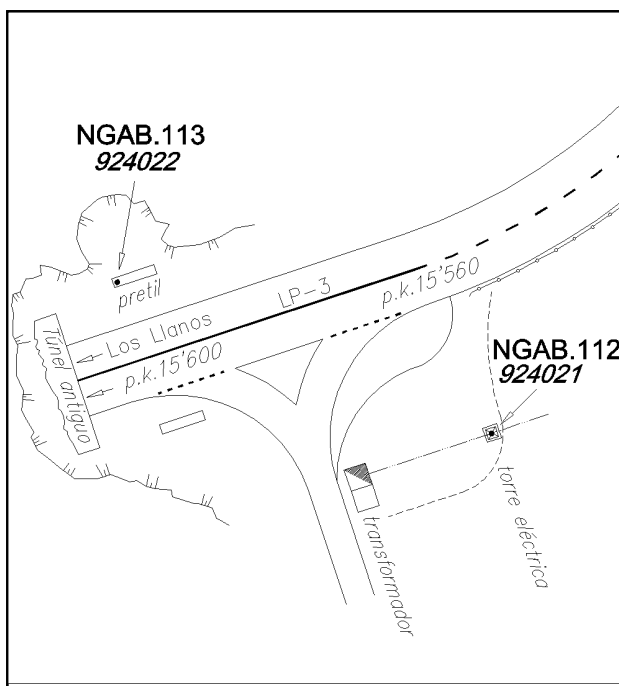 NGAB.113
924022
pretil
LP-3
p.k.15'560
Los Llanos
p.k.15'600
Túnel antiguo
NGAB.112
924021
transformador
torre eléctrica